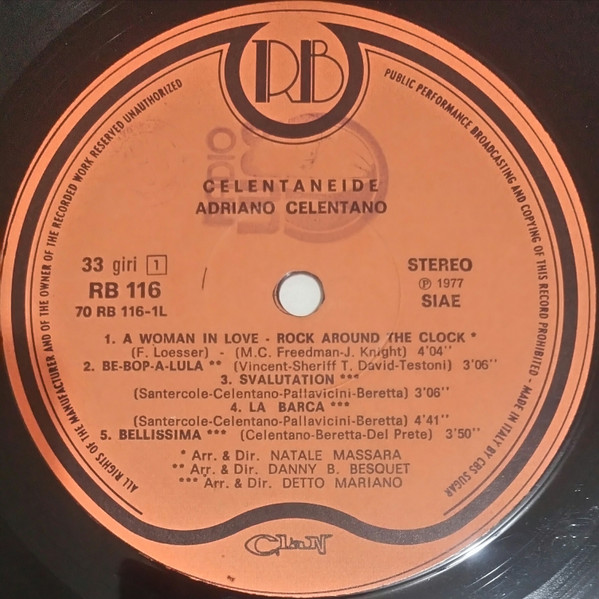 RB
ALL RIGHTS OF THE MANUFACTURER AND OF THE OWNER OF THE RECORDED WORK RESERVED UNAUTHORIZED
PUBLIC PERFORMANCE BROADCASTING AND COPYING OF THIS RECORD PROHIBITED - MADE IN ITALY BY CBS SUGAR
CELENTANEIDE
ADRIANO CELENTANO
33 giri 1
RB 116
70 RB 116-1L
STEREO
Ⓟ 1977
SIAE
1. A WOMAN IN LOVE - ROCK AROUND THE CLOCK *
(F. Loesser) - (M.C. Freedman-J. Knight) 4'04''
2. BE-BOP-A-LULA ** (Vincent-Sheriff T. David-Testoni) 3'06''
3. SVALUTATION ***
(Santercole-Celentano-Pallavicini-Beretta) 3'06''
4. LA BARCA ***
(Santercole-Celentano-Pallavicini-Beretta) 4'41''
5. BELLISSIMA *** (Celentano-Beretta-Del Prete) 3'50''
* Arr. & Dir. NATALE MASSARA
** Arr. & Dir. DANNY B. BESQUET
*** Arr. & Dir. DETTO MARIANO
CLAN